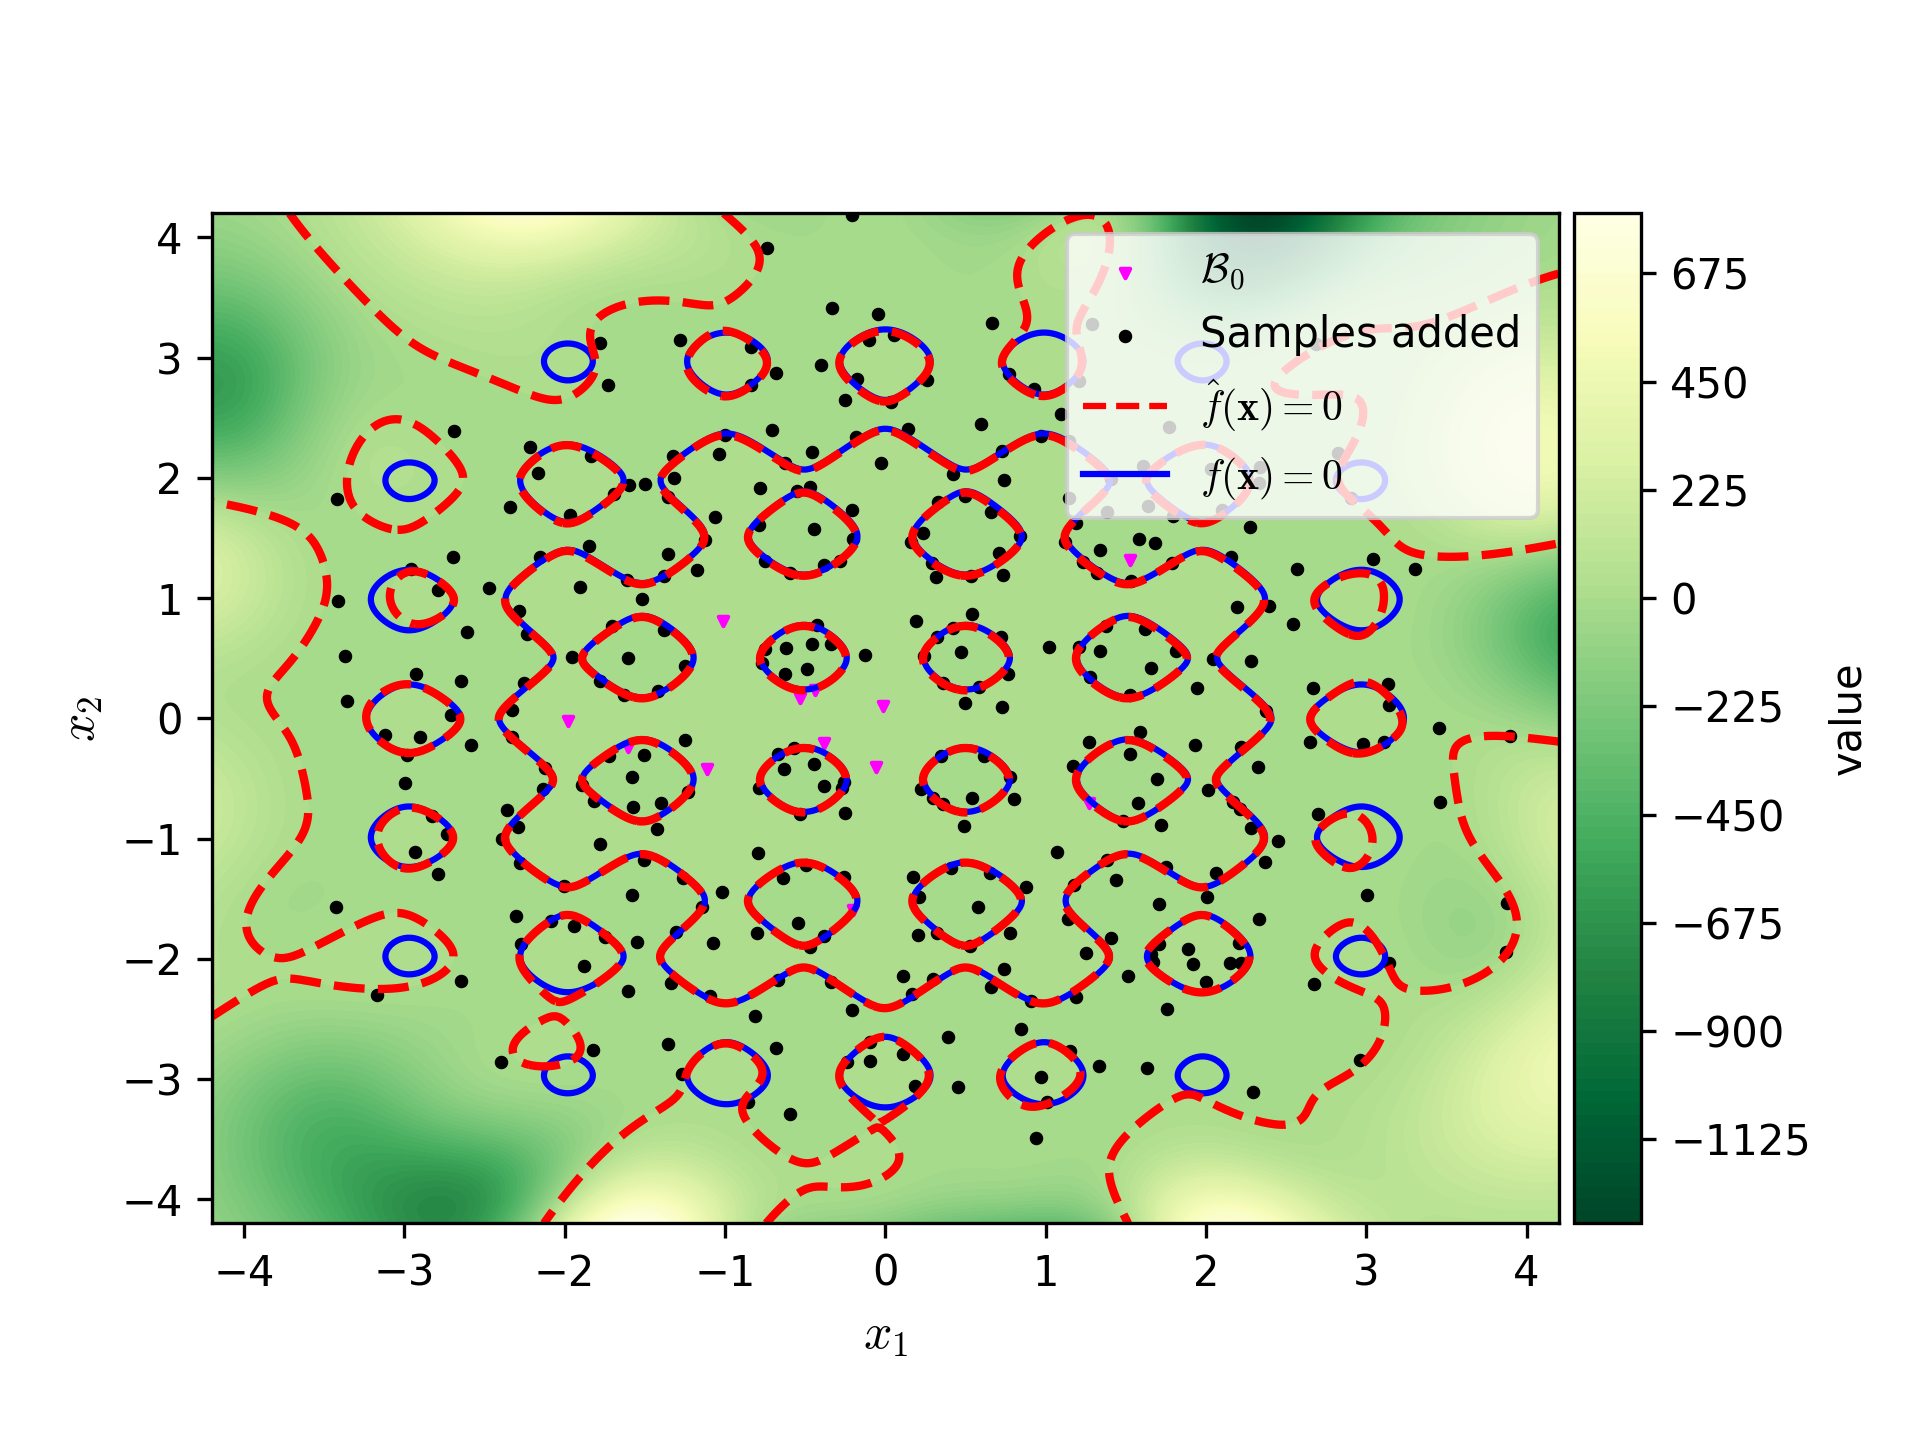 4
3
2
1
0
−1
−2
−3
−4
x₂
−4 −3 −2 −1 0 1 2 3 4
x₁
ℬ₀
Samples added
f̂(𝐱) = 0
f(𝐱) = 0
675
450
225
0
−225
−450
−675
−900
−1125
value